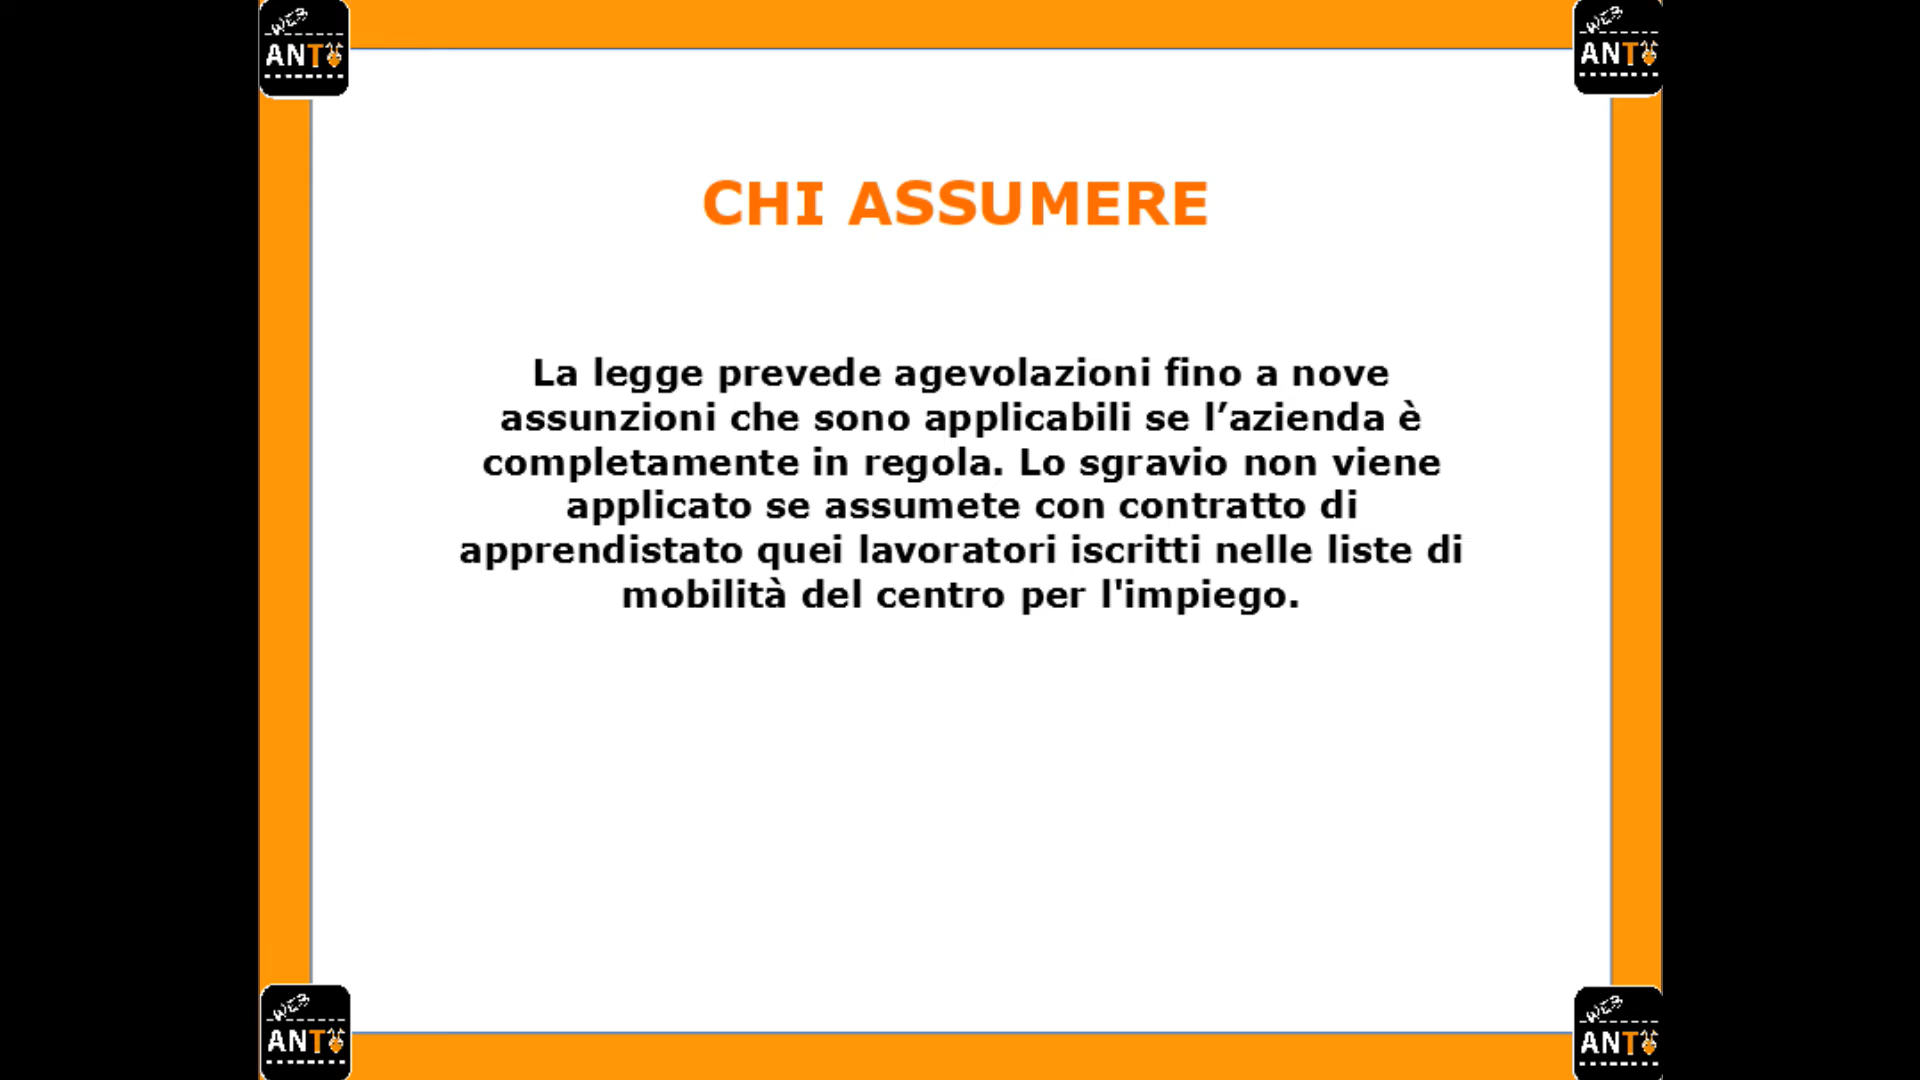 WEB
ANT
WEB
ANT
CHI ASSUMERE
La legge prevede agevolazioni fino a nove
assunzioni che sono applicabili se l’azienda è
completamente in regola. Lo sgravio non viene
applicato se assumete con contratto di
apprendistato quei lavoratori iscritti nelle liste di
mobilità del centro per l'impiego.
WEB
ANT
WEB
ANT